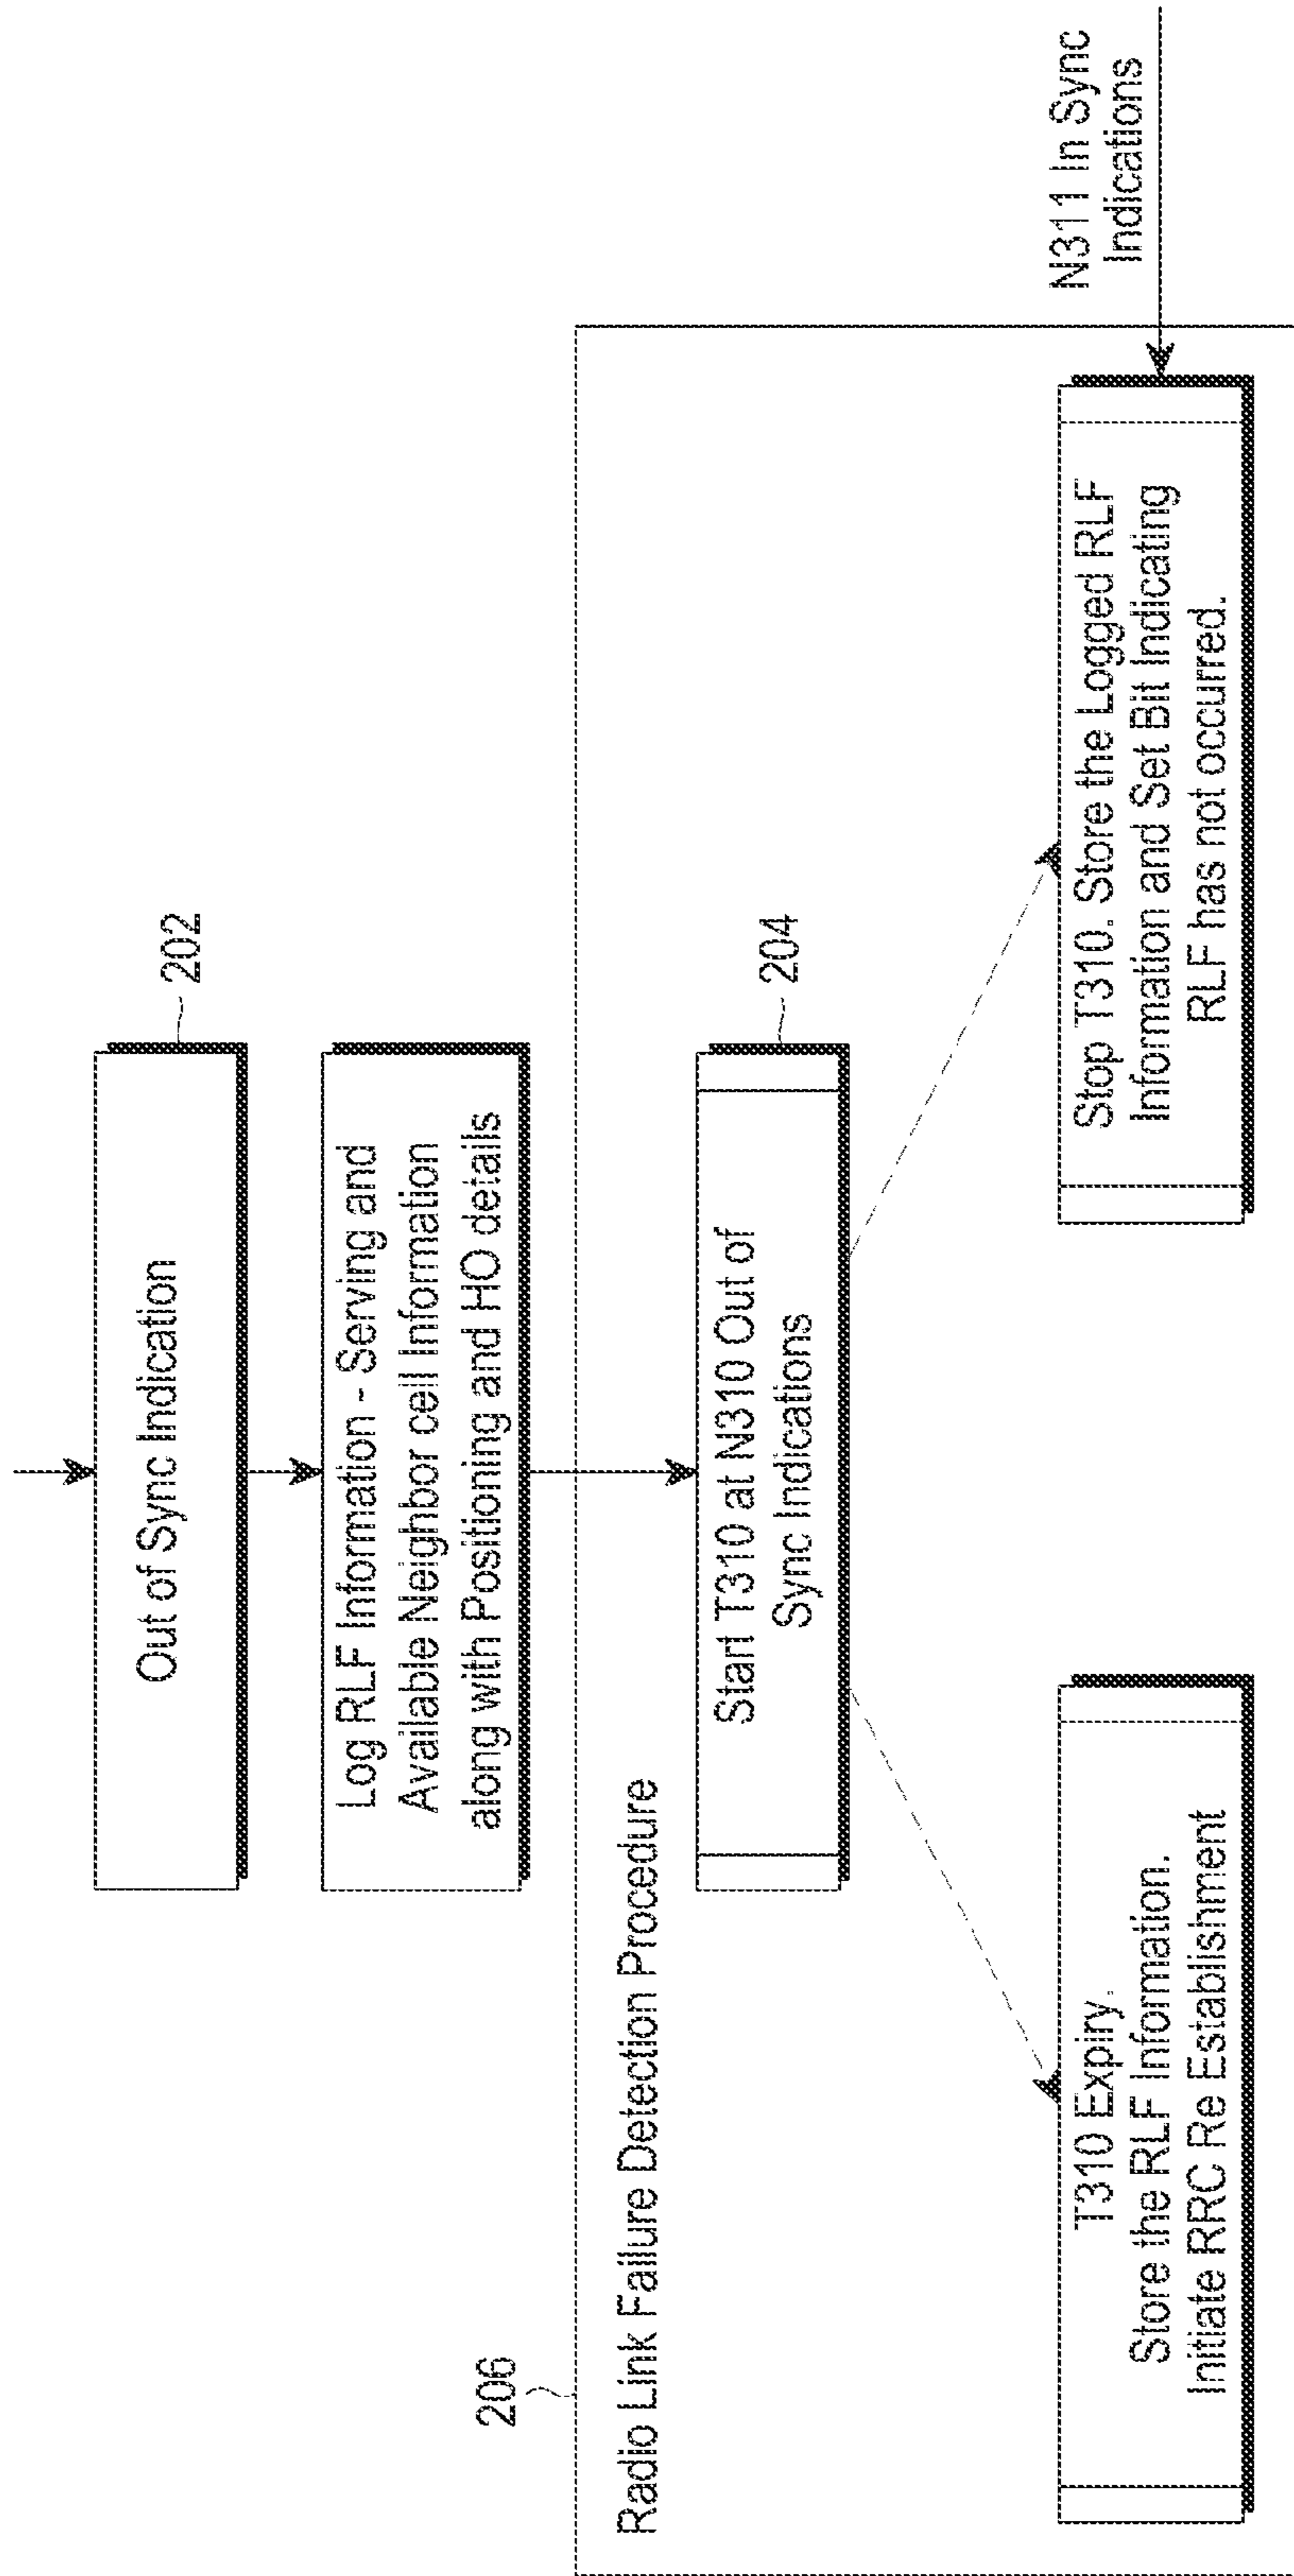 Out of Sync Indication
202
Log RLF Information - Serving and
Available Neighbor cell Information
along with Positioning and HO details
206
Radio Link Failure Detection Procedure
Start T310 at N310 Out of
Sync Indications
204
T310 Expiry.
Store the RLF Information.
Initiate RRC Re Establishment
Stop T310. Store the Logged RLF
Information and Set Bit Indicating
RLF has not occurred.
N311 In Sync
Indications